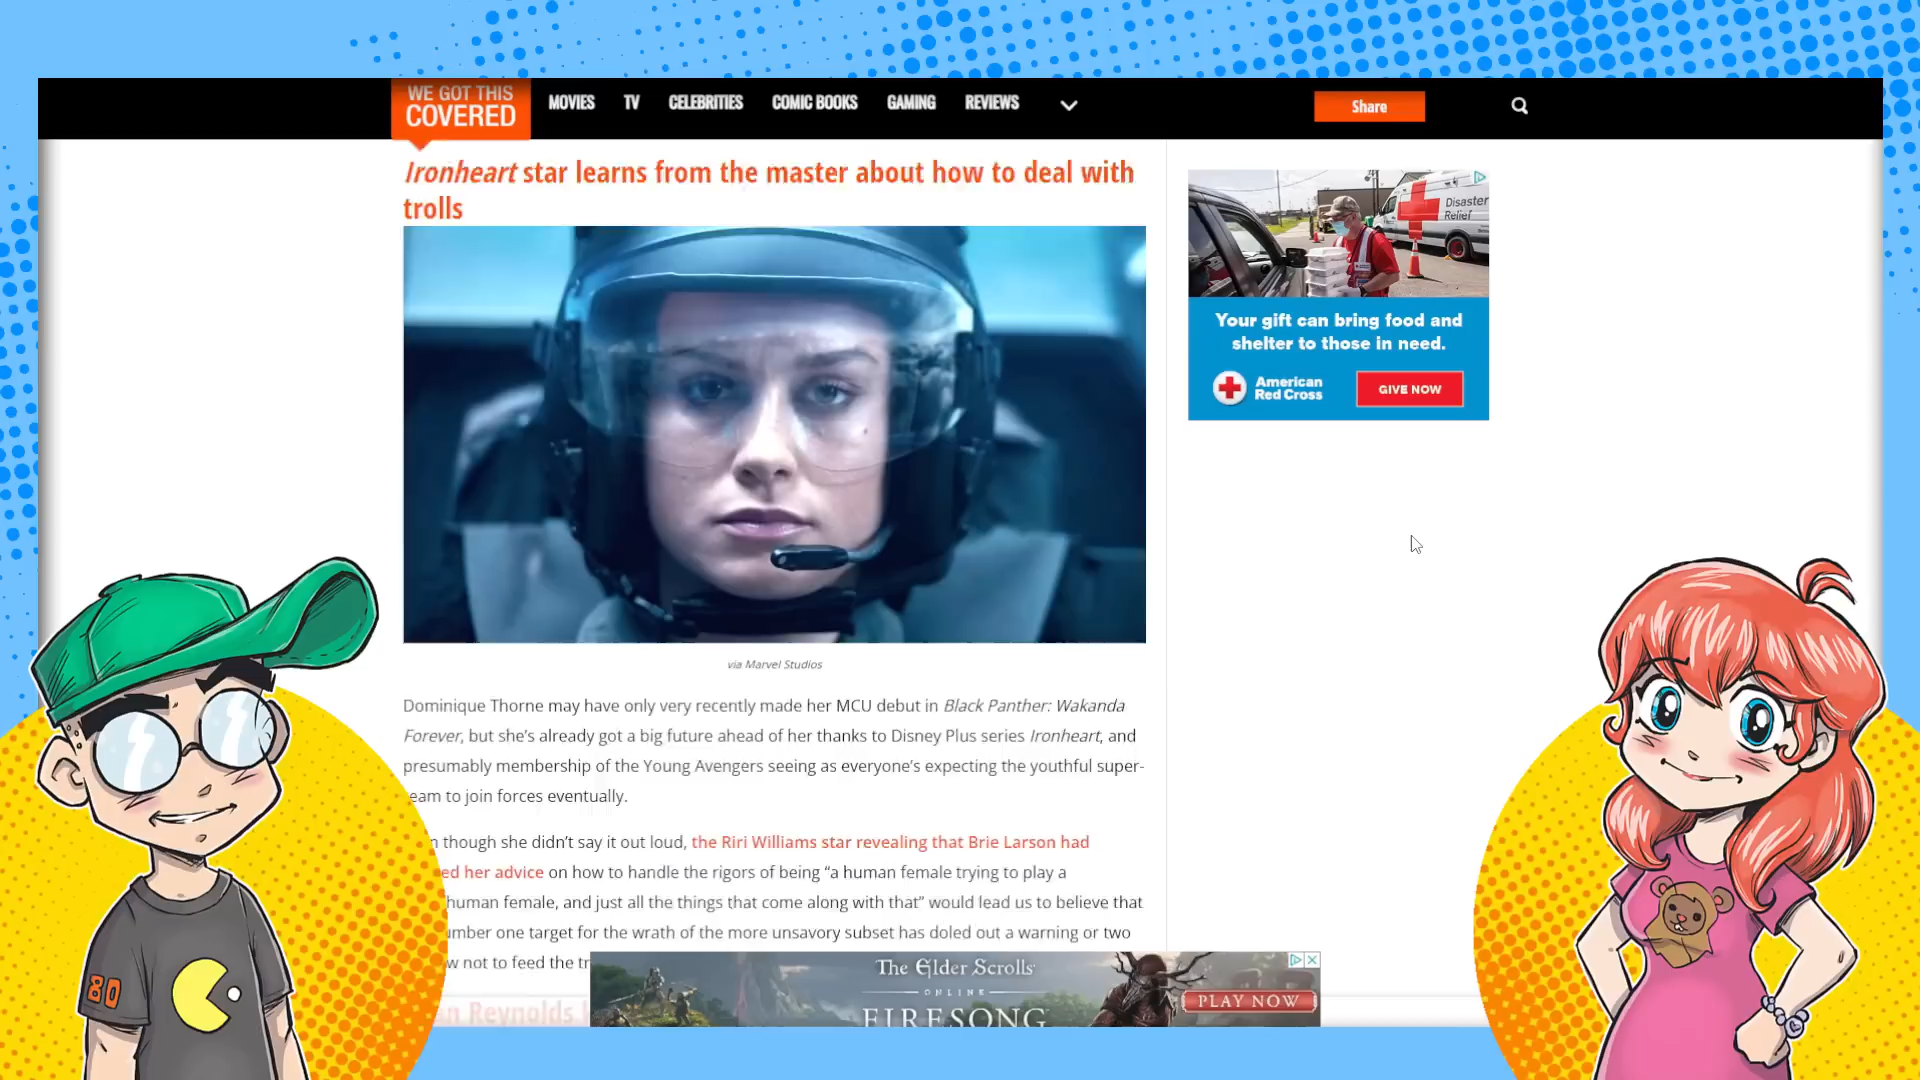 WE GOT THIS
COVERED
MOVIES
TV
CELEBRITIES
COMIC BOOKS
GAMING
REVIEWS
Share
Ironheart star learns from the master about how to deal with
trolls
Disaster
Relief
Your gift can bring food and
shelter to those in need.
American
Red Cross
GIVE NOW
via Marvel Studios
Dominique Thorne may have only very recently made her MCU debut in Black Panther: Wakanda
Forever, but she's already got a big future ahead of her thanks to Disney Plus series Ironheart, and
presumably membership of the Young Avengers seeing as everyone's expecting the youthful super-
eam to join forces eventually.
n though she didn't say it out loud, the Riri Williams star revealing that Brie Larson had
ed her advice on how to handle the rigors of being “a human female trying to play a
human female, and just all the things that come along with that” would lead us to believe that
mber one target for the wrath of the more unsavory subset has doled out a warning or two
w not to feed the tr
n Reynolds
The Elder Scrolls
ONLINE
FIRESONG
PLAY NOW
80